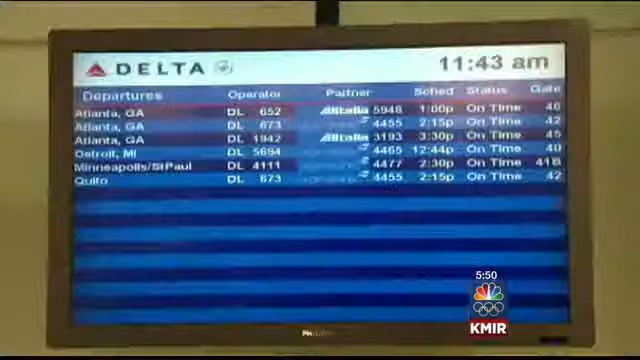 DELTA 11:43 am
Departures Operator Partner Sched Status Gate
Atlanta, GA DL 652 Alitalia 5948 1:00p On Time 46
Atlanta, GA DL 673 4455 2:15p On Time 42
Atlanta, GA DL 1942 Alitalia 3193 3:30p On Time 45
Detroit, MI DL 5694 4465 12:44p On Time 40
Minneapolis/St Paul DL 4111 4477 2:30p On Time 41B
Quito DL 673 4455 2:15p On Time 42
5:50
KMIR